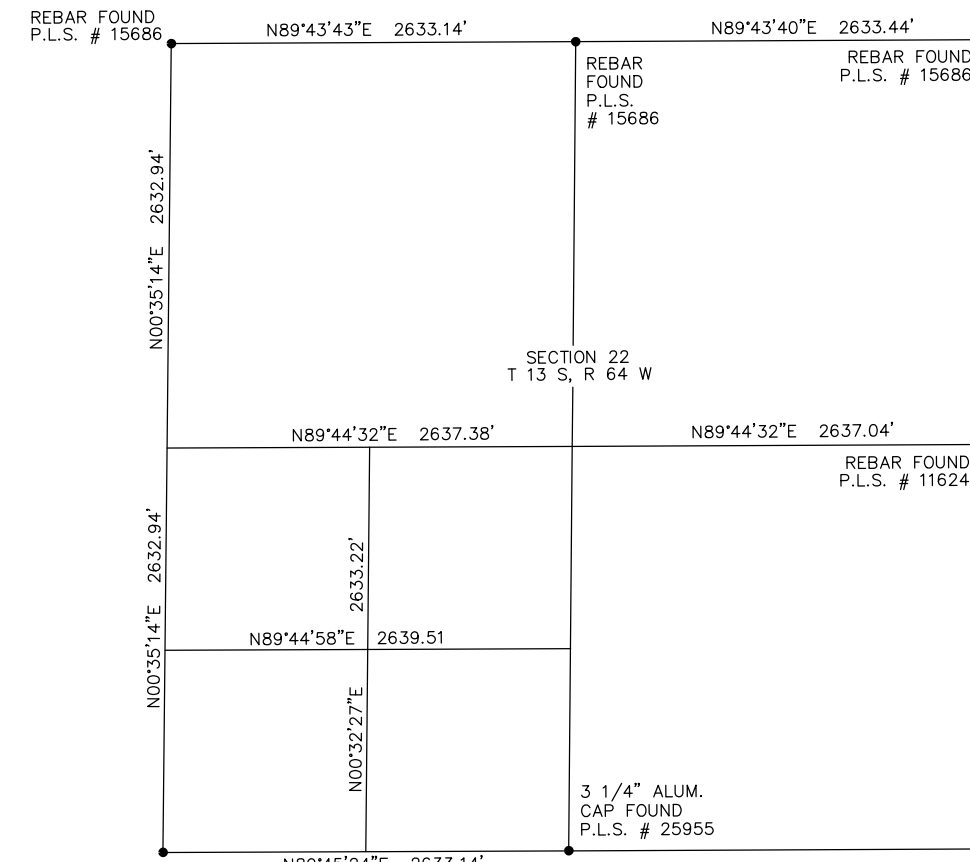 REBAR FOUND
P.L.S. # 15686
N89°43'43"E 2633.14'
N89°43'40"E 2633.44'
REBAR
FOUND
P.L.S.
# 15686
REBAR FOUND
P.L.S. # 15686
N00°35'14"E 2632.94'
SECTION 22
T 13 S, R 64 W
N89°44'32"E 2637.38'
N89°44'32"E 2637.04'
REBAR FOUND
P.L.S. # 11624
N00°35'14"E 2632.94'
2633.22'
N89°44'58"E 2639.51
N00°32'27"E
3 1/4" ALUM.
CAP FOUND
P.L.S. # 25955